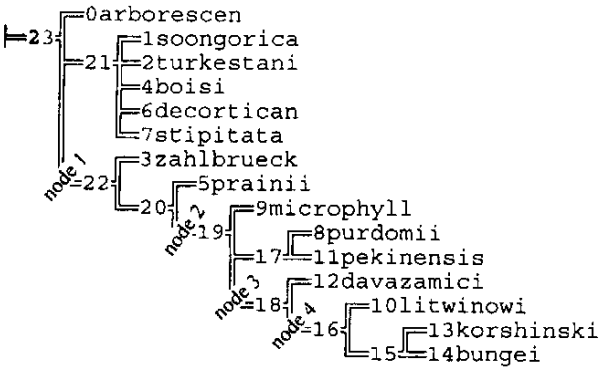 0arborescen
23
1soongorica
21 2turkestani
4boisi
6decortican
7stipitata
node 1
3zahlbrueck
22
5prainii
20
node 2
9microphyll
19
8purdomii
17 11pekinensis
node 3
12davazamici
18
node 4
10litwinowi
16
13korshinski
15 14bungei